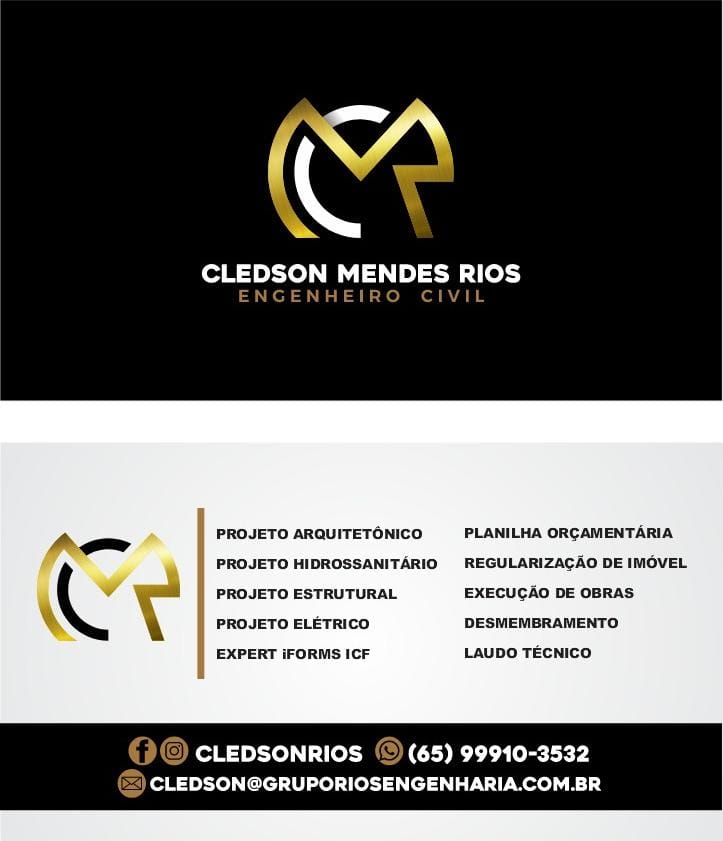 CLEDSON MENDES RIOS
ENGENHEIRO CIVIL
PROJETO ARQUITETÔNICO
PROJETO HIDROSSANITÁRIO
PROJETO ESTRUTURAL
PROJETO ELÉTRICO
EXPERT iFORMS ICF
PLANILHA ORÇAMENTÁRIA
REGULARIZAÇÃO DE IMÓVEL
EXECUÇÃO DE OBRAS
DESMEMBRAMENTO
LAUDO TÉCNICO
CLEDSONRIOS (65) 99910-3532
CLEDSON@GRUPORIOSENGENHARIA.COM.BR